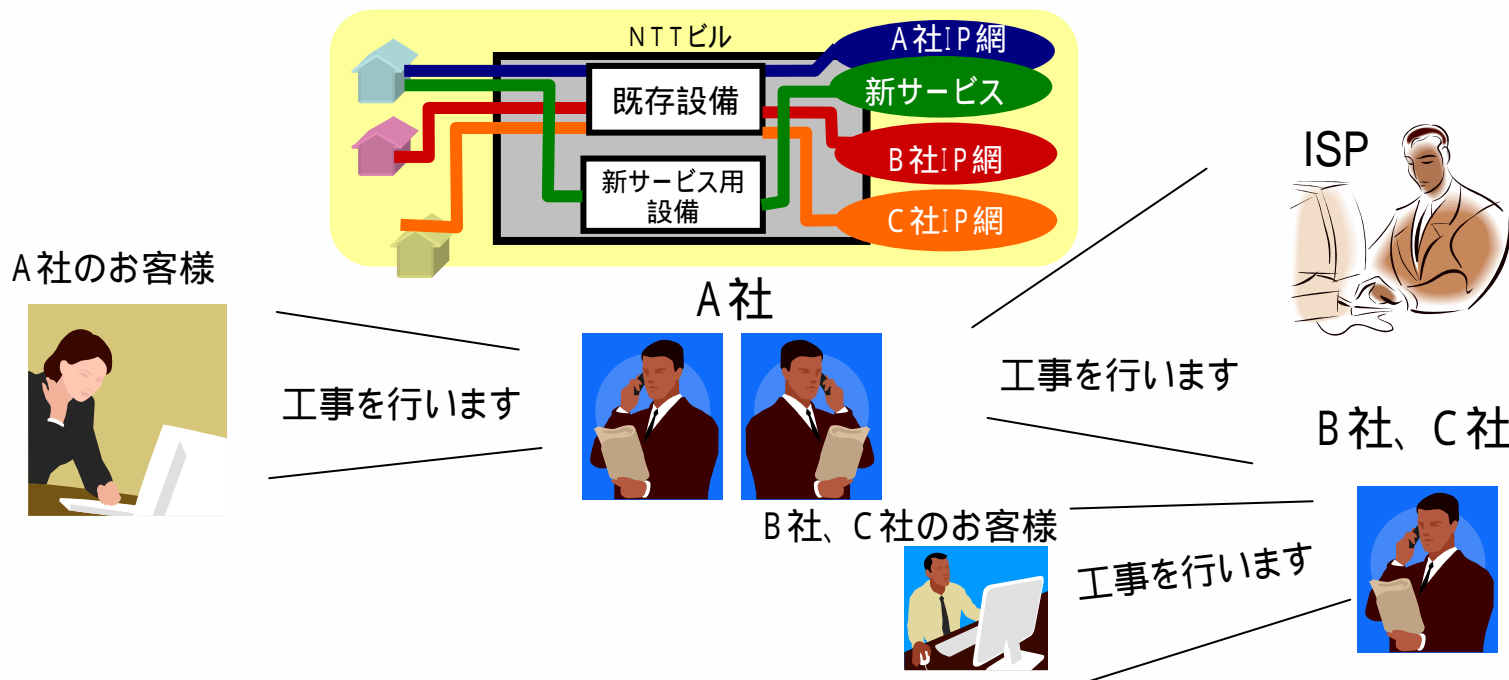 NTTビル
A社IP網
既存設備
新サービス
B社IP網
新サービス用
設備
C社IP網
ISP
A社のお客様
A社
工事を行います
工事を行います
B社、C社
B社、C社のお客様
工事を行います